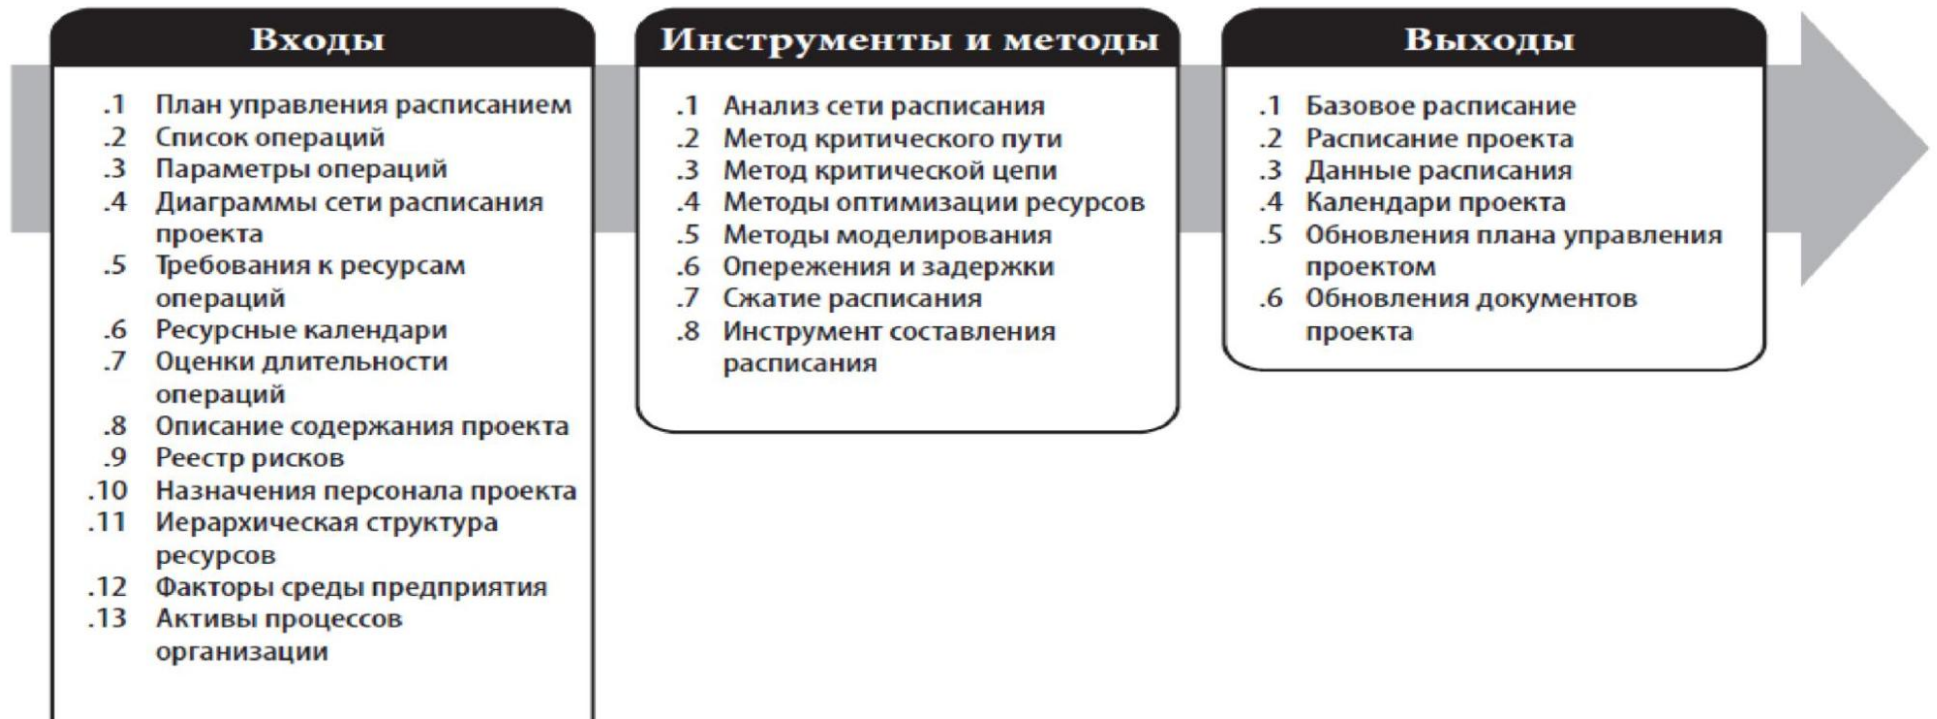 Входы
.1 План управления расписанием
.2 Список операций
.3 Параметры операций
.4 Диаграммы сети расписания
проекта
.5 Требования к ресурсам
операций
.6 Ресурсные календари
.7 Оценки длительности
операций
.8 Описание содержания проекта
.9 Реестр рисков
.10 Назначения персонала проекта
.11 Иерархическая структура
ресурсов
.12 Факторы среды предприятия
.13 Активы процессов
организации
Инструменты и методы
.1 Анализ сети расписания
.2 Метод критического пути
.3 Метод критической цепи
.4 Методы оптимизации ресурсов
.5 Методы моделирования
.6 Опережения и задержки
.7 Сжатие расписания
.8 Инструмент составления
расписания
Выходы
.1 Базовое расписание
.2 Расписание проекта
.3 Данные расписания
.4 Календари проекта
.5 Обновления плана управления
проектом
.6 Обновления документов
проекта